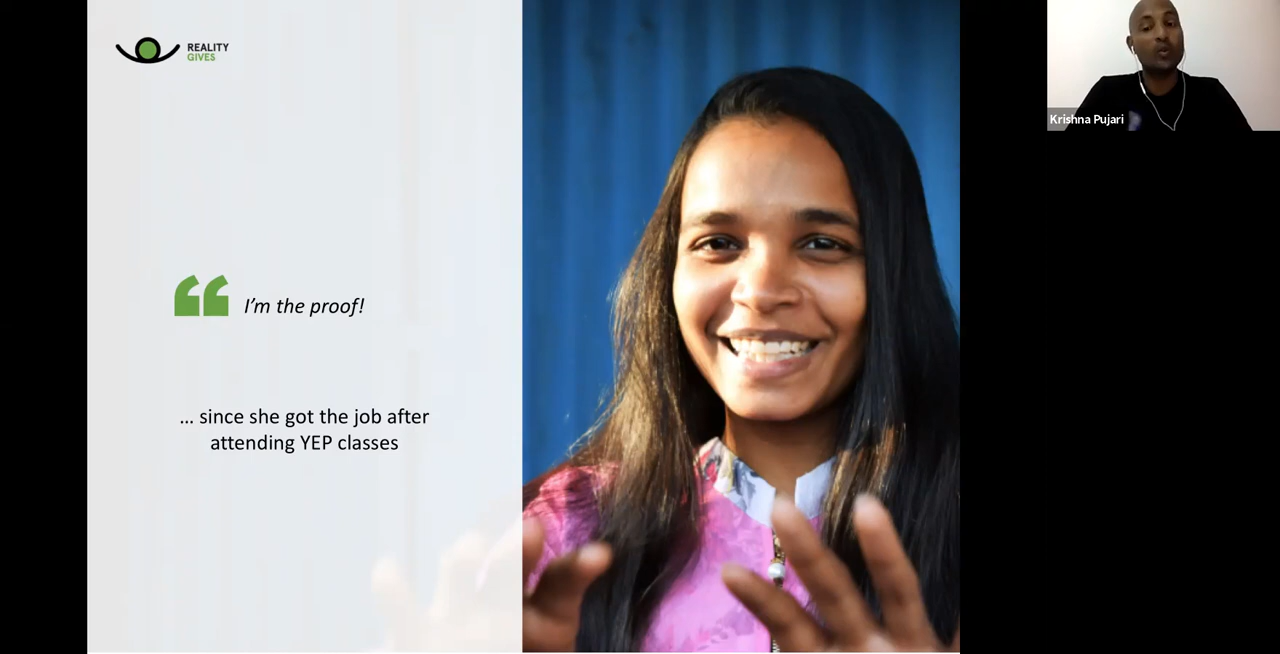 REALITY
GIVES
I'm the proof!
... since she got the job after
attending YEP classes
Krishna Pujari